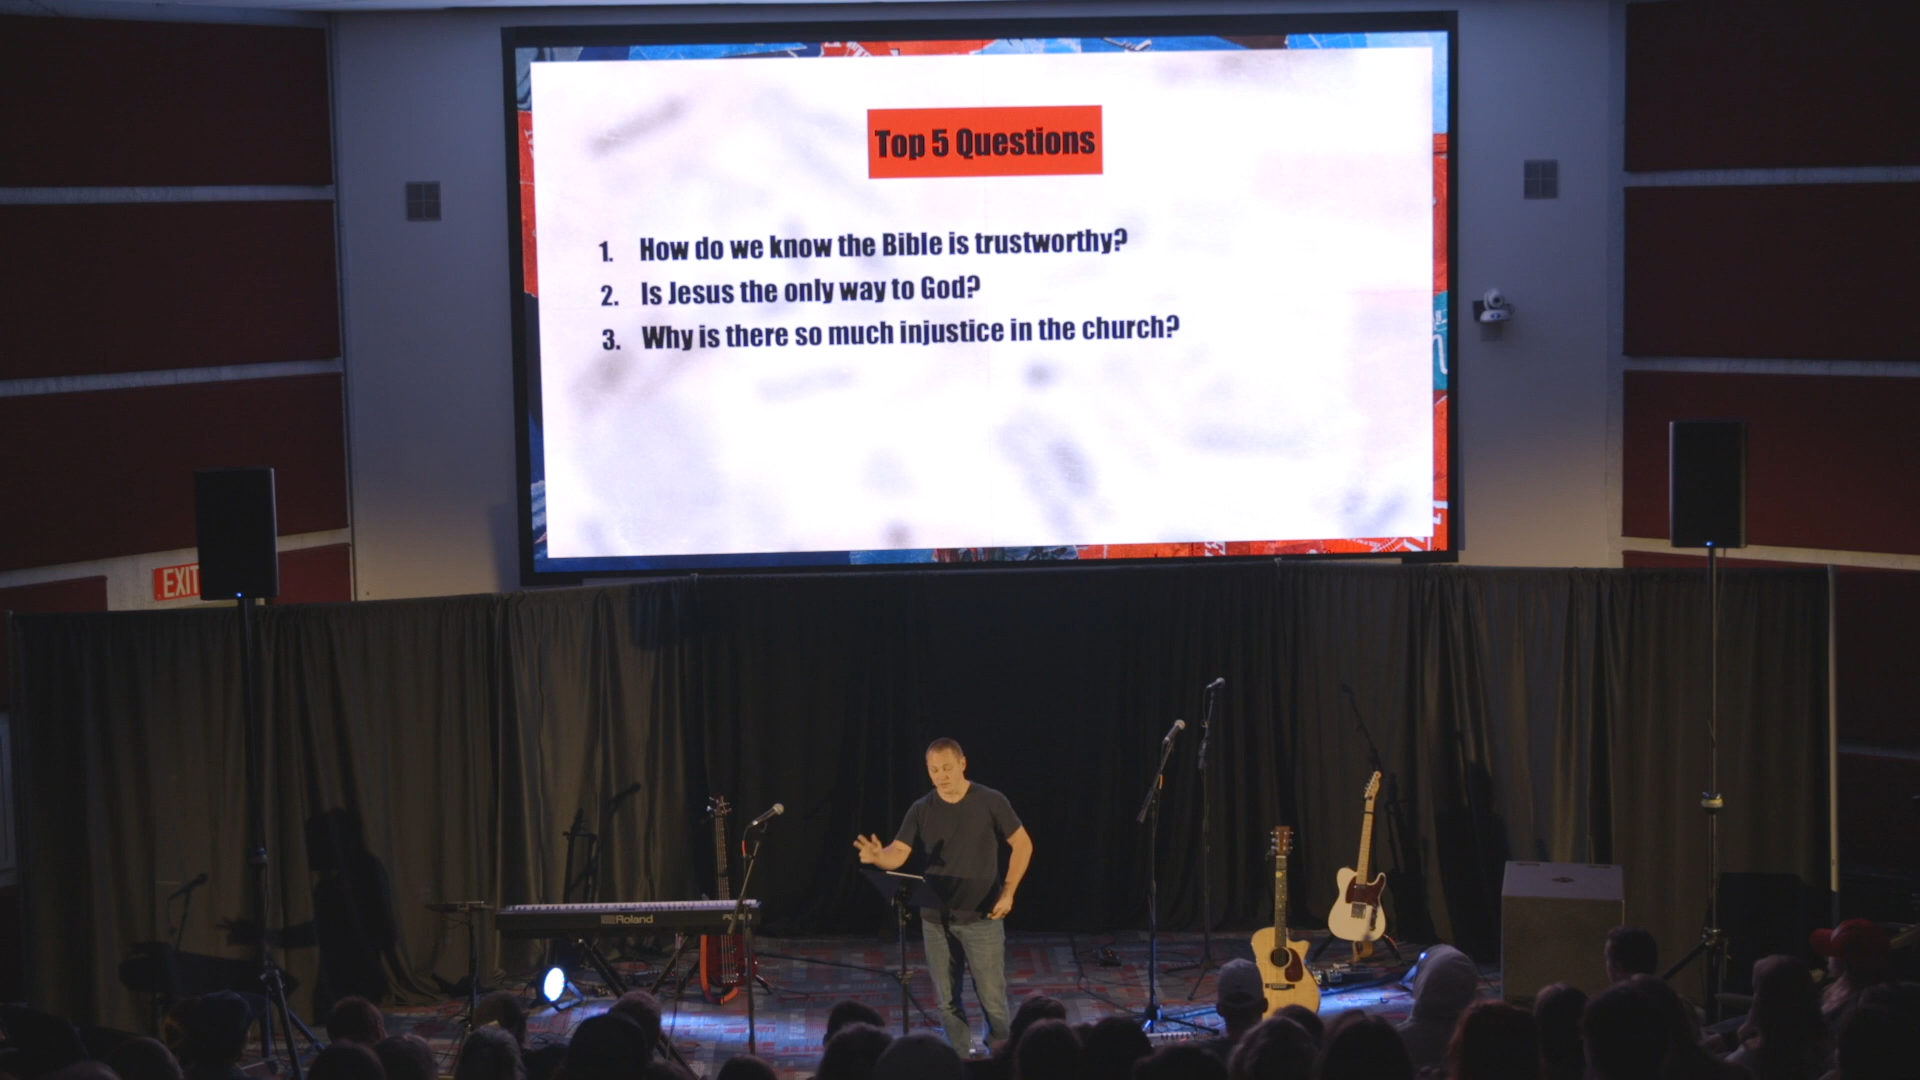 Top 5 Questions
1. How do we know the Bible is trustworthy?
2. Is Jesus the only way to God?
3. Why is there so much injustice in the church?
EXIT
Roland